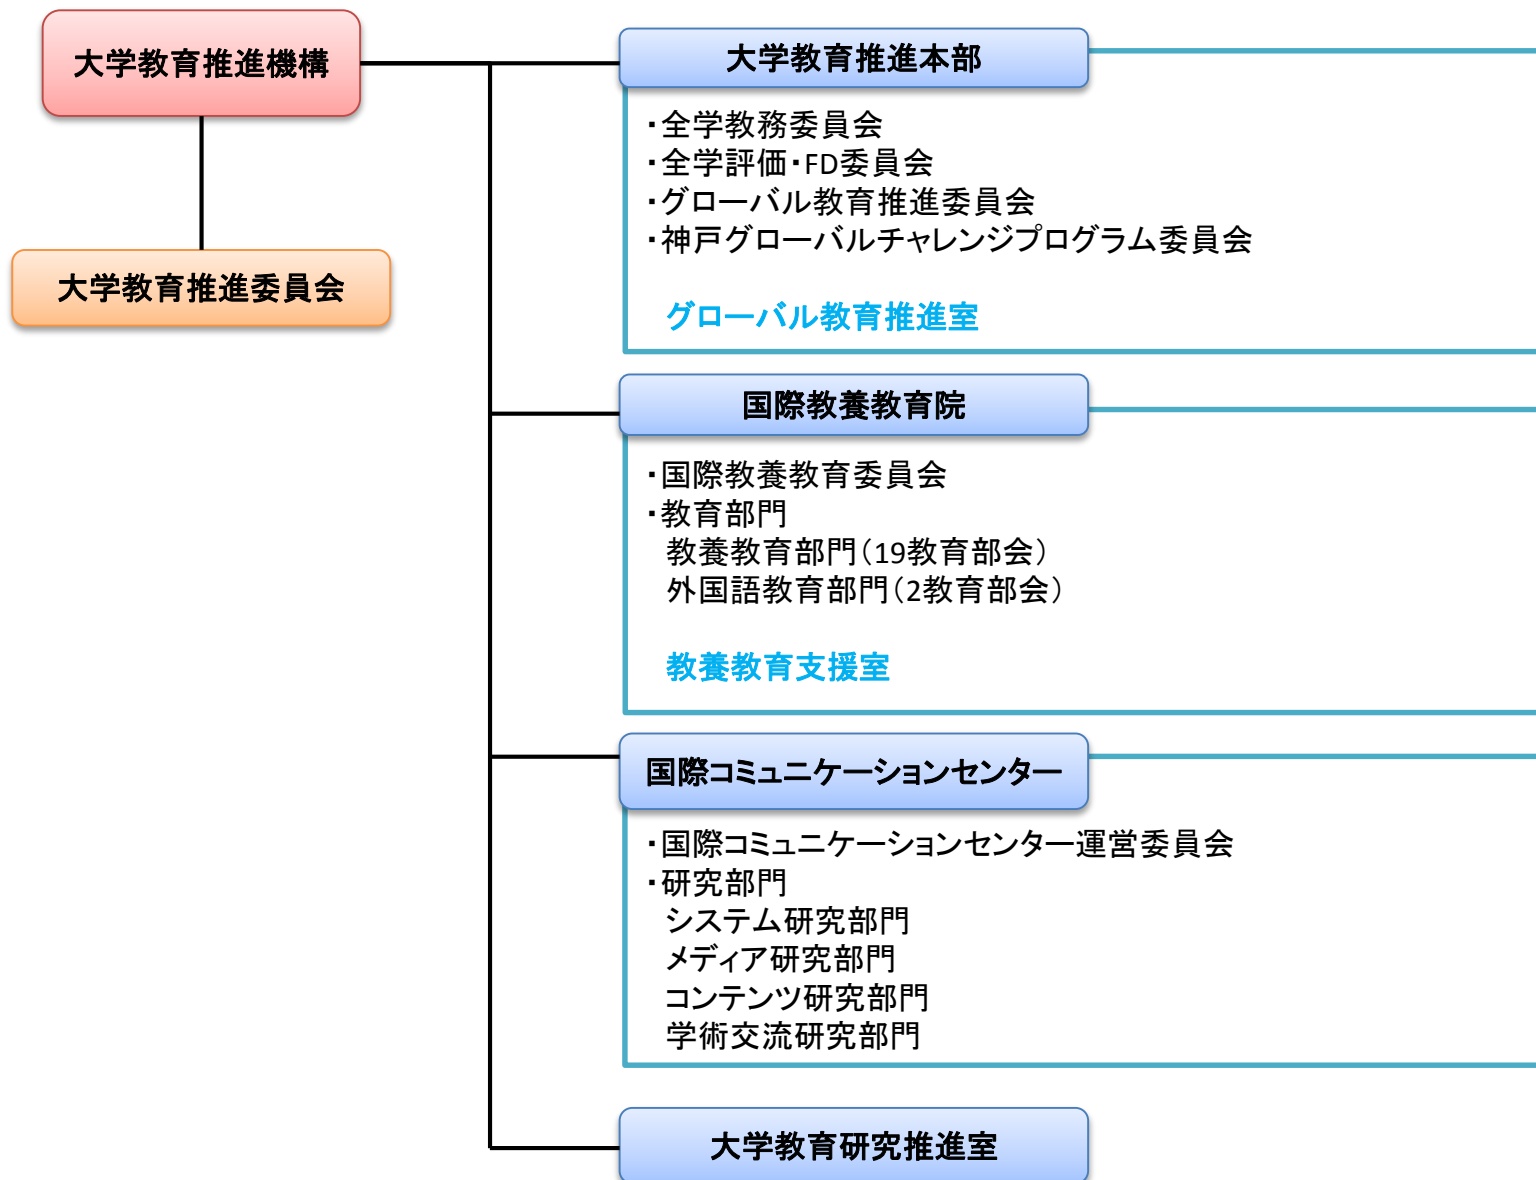 大学教育推進機構
大学教育推進委員会
大学教育推進本部
・全学教務委員会
・全学評価・FD委員会
・グローバル教育推進委員会
・神戸グローバルチャレンジプログラム委員会
グローバル教育推進室
国際教養教育院
・国際教養教育委員会
・教育部門
教養教育部門（19教育部会）
外国語教育部門（2教育部会）
教養教育支援室
国際コミュニケーションセンター
・国際コミュニケーションセンター運営委員会
・研究部門
システム研究部門
メディア研究部門
コンテンツ研究部門
学術交流研究部門
大学教育研究推進室